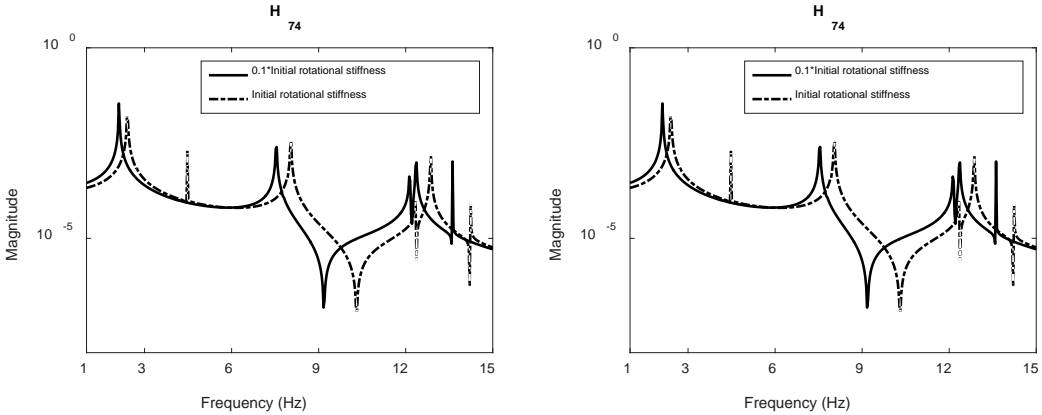 H
74
10 0
0.1*Initial rotational stiffness
Initial rotational stiffness
Magnitude
10 -5
1 3 6 9 12 15
Frequency (Hz)
H
74
10 0
0.1*Initial rotational stiffness
Initial rotational stiffness
Magnitude
10 -5
1 3 6 9 12 15
Frequency (Hz)